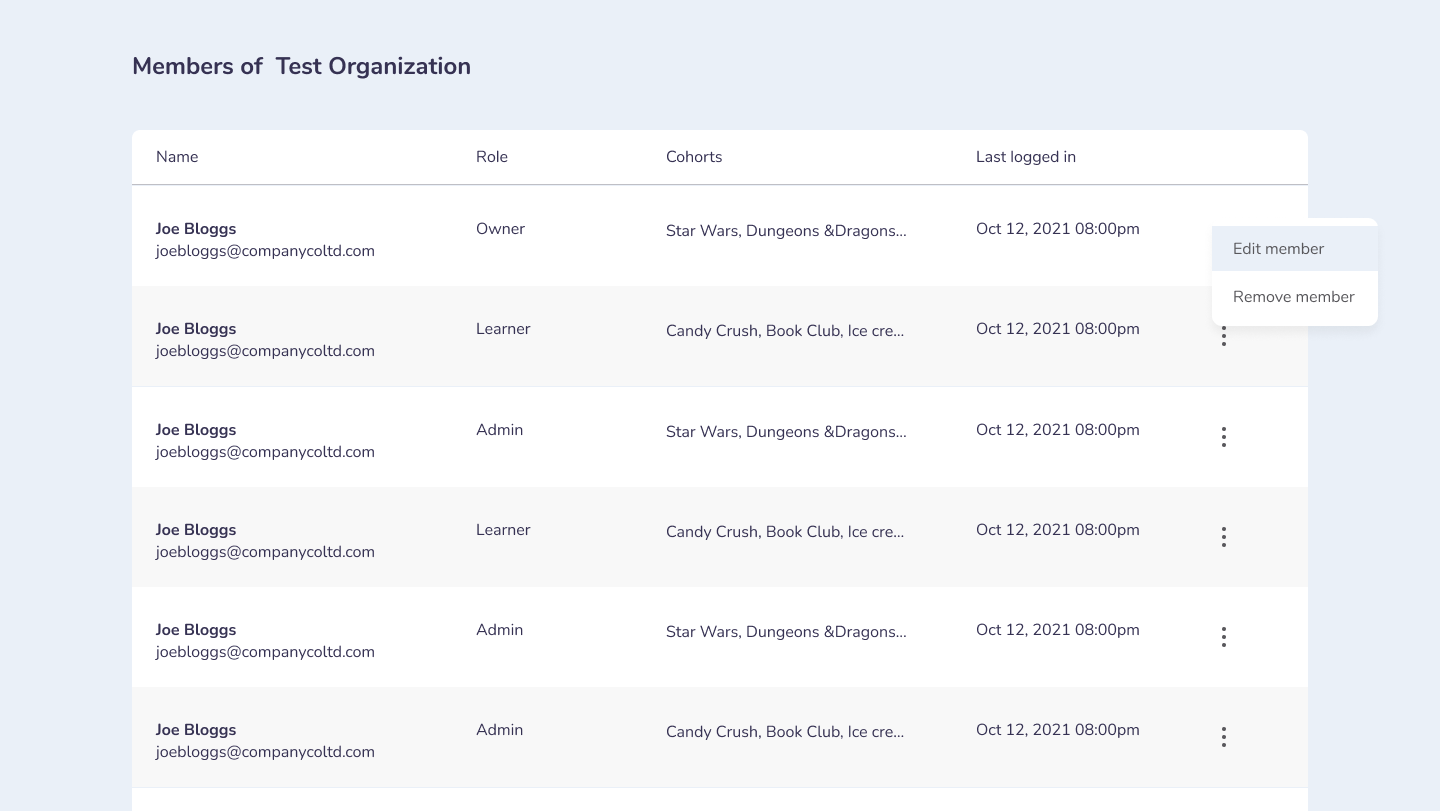 Members of  Test Organization
Name Role Cohorts Last logged in
Joe Bloggs Owner Star Wars, Dungeons &Dragons... Oct 12, 2021 08:00pm
joebloggs@companycoltd.com
Edit member
Remove member
Joe Bloggs Learner Candy Crush, Book Club, Ice cre... Oct 12, 2021 08:00pm
joebloggs@companycoltd.com
Joe Bloggs Admin Star Wars, Dungeons &Dragons... Oct 12, 2021 08:00pm
joebloggs@companycoltd.com
Joe Bloggs Learner Candy Crush, Book Club, Ice cre... Oct 12, 2021 08:00pm
joebloggs@companycoltd.com
Joe Bloggs Admin Star Wars, Dungeons &Dragons... Oct 12, 2021 08:00pm
joebloggs@companycoltd.com
Joe Bloggs Admin Candy Crush, Book Club, Ice cre... Oct 12, 2021 08:00pm
joebloggs@companycoltd.com